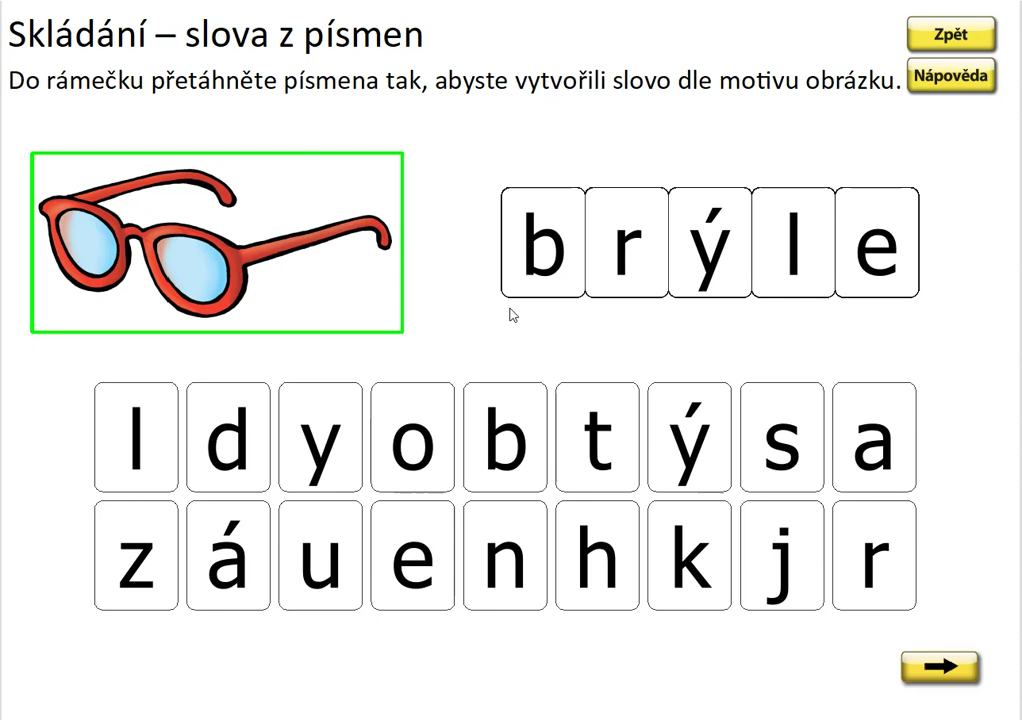 Skládání – slova z písmen
Zpět
Do rámečku přetáhněte písmena tak, abyste vytvořili slovo dle motivu obrázku.
Nápověda
b r ý l e
l d y o b t ý s a
z á u e n h k j r